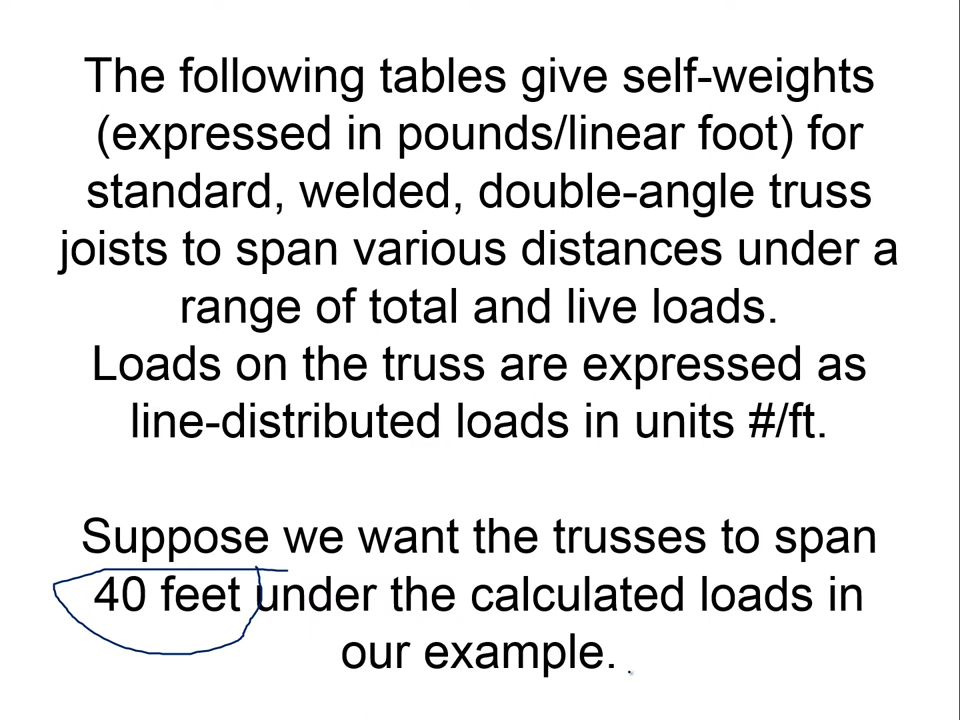 The following tables give self-weights
(expressed in pounds/linear foot) for
standard, welded, double-angle truss
joists to span various distances under a
range of total and live loads.
Loads on the truss are expressed as
line-distributed loads in units #/ft.
Suppose we want the trusses to span
40 feet under the calculated loads in
our example.